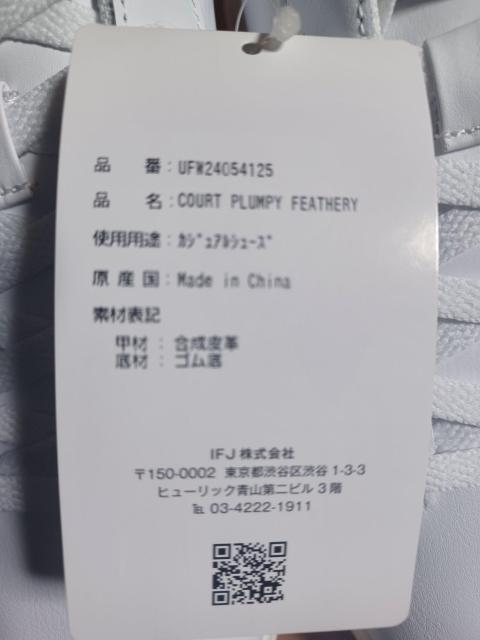 品　番：UFW24054125
品　名：COURT PLUMPY FEATHERY
使用用途：ｶｼﾞｭｱﾙｼｭｰｽﾞ
原産国：Made in China
素材表記
甲材：合成皮革
底材：ゴム底
IFJ 株式会社
〒150-0002 東京都渋谷区渋谷 1-3-3
ヒューリック青山第二ビル 3 階
℡ 03-4222-1911